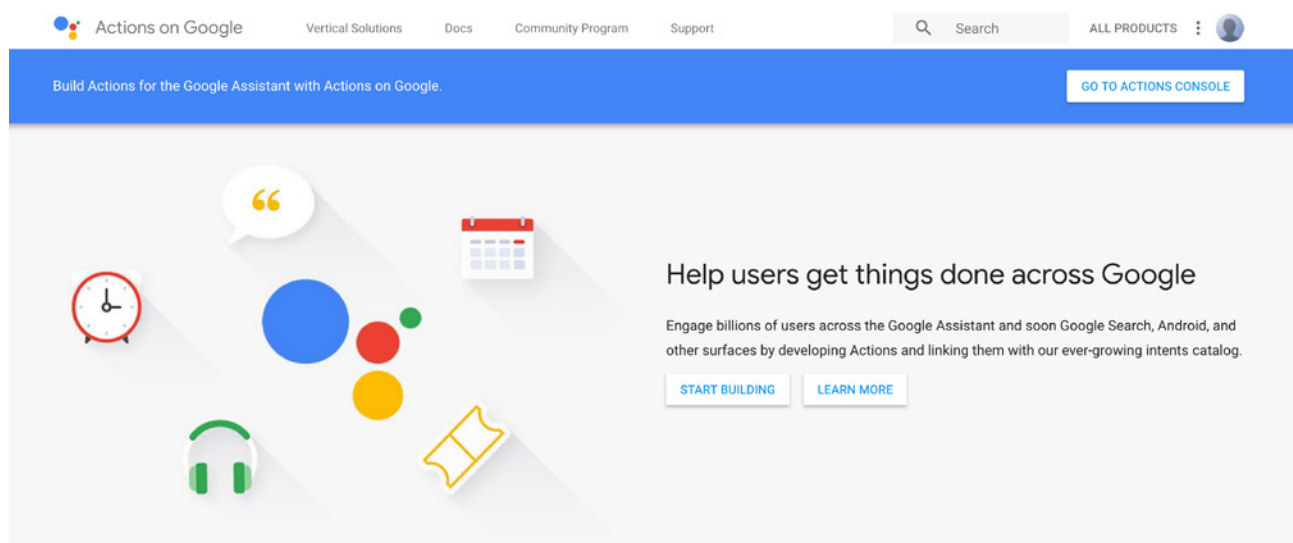 Actions on Google Vertical Solutions Docs Community Program Support Search ALL PRODUCTS
Build Actions for the Google Assistant with Actions on Google. GO TO ACTIONS CONSOLE
“
Help users get things done across Google
Engage billions of users across the Google Assistant and soon Google Search, Android, and
other surfaces by developing Actions and linking them with our ever-growing intents catalog.
START BUILDING LEARN MORE